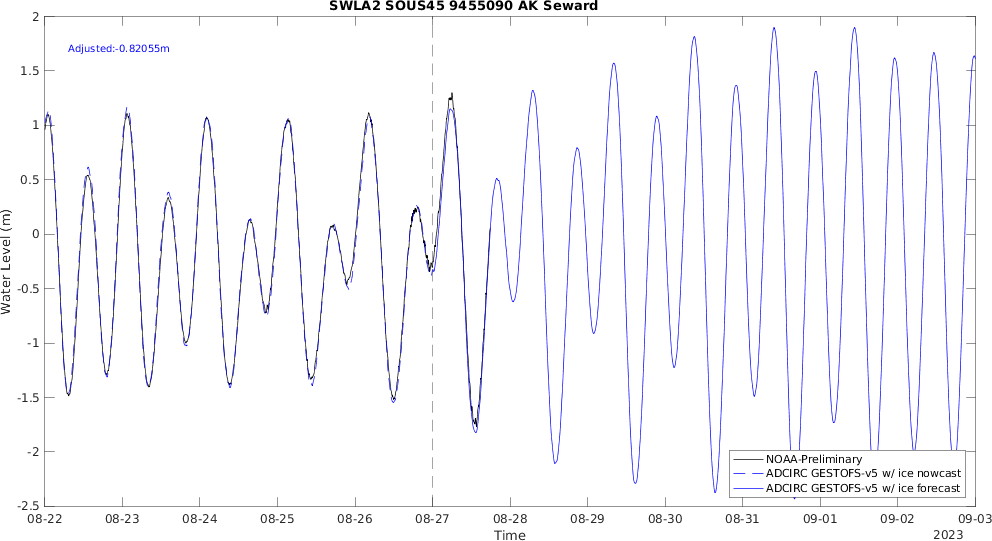 SWLA2 SOUS45 9455090 AK Seward
Adjusted:-0.82055m
2
1.5
1
0.5
0
-0.5
-1
-1.5
-2
-2.5
Water Level (m)
NOAA-Preliminary
ADCIRC GESTOFS-v5 w/ ice nowcast
ADCIRC GESTOFS-v5 w/ ice forecast
08-22 08-23 08-24 08-25 08-26 08-27 08-28 08-29 08-30 08-31 09-01 09-02 09-03
Time
2023